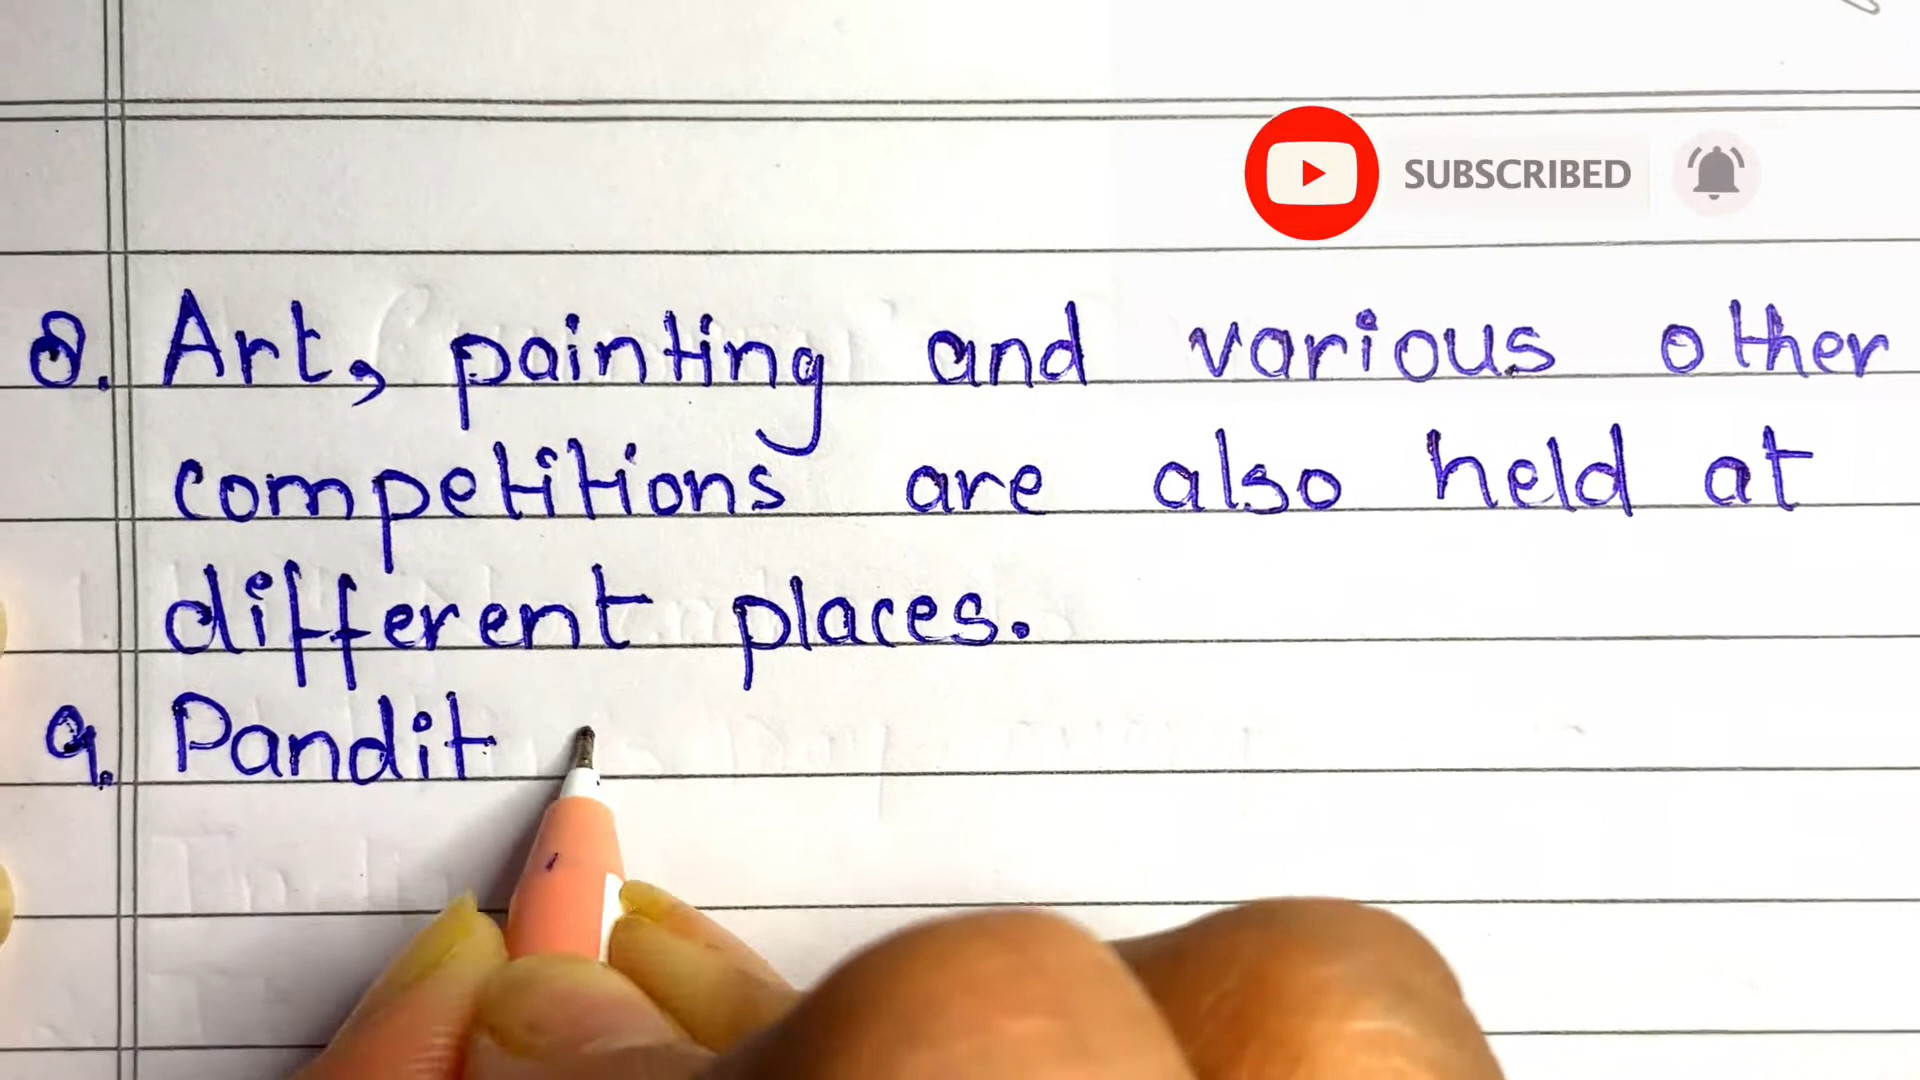 SUBSCRIBED
8. Art, painting and various other
competitions are also held at
different places.
9. Pandit